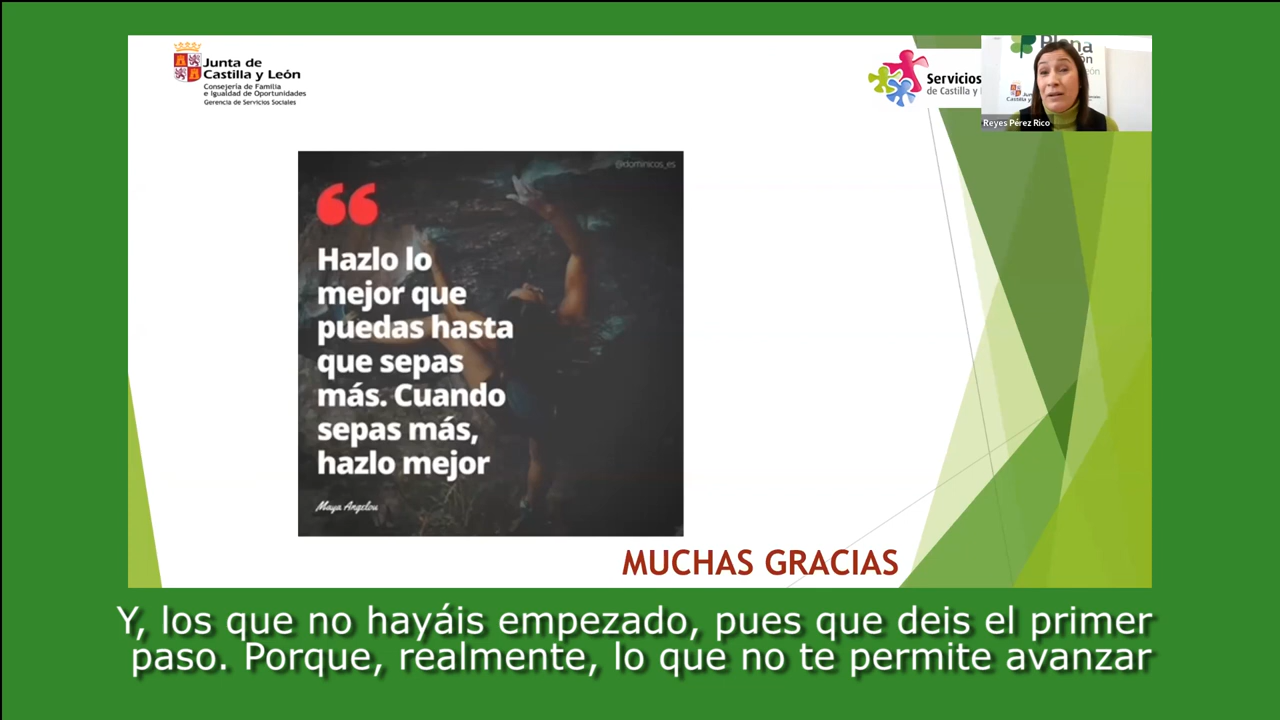 Junta de
Castilla y León
Consejería de Familia
e Igualdad de Oportunidades
Gerencia de Servicios Sociales
Servicios
de Castilla y
Plena
León
Reyes Pérez Rico
@dominicos_es
Hazlo lo
mejor que
puedas hasta
que sepas
más. Cuando
sepas más,
hazlo mejor
Maya Angelou
MUCHAS GRACIAS
Y, los que no hayáis empezado, pues que deis el primer
paso. Porque, realmente, lo que no te permite avanzar